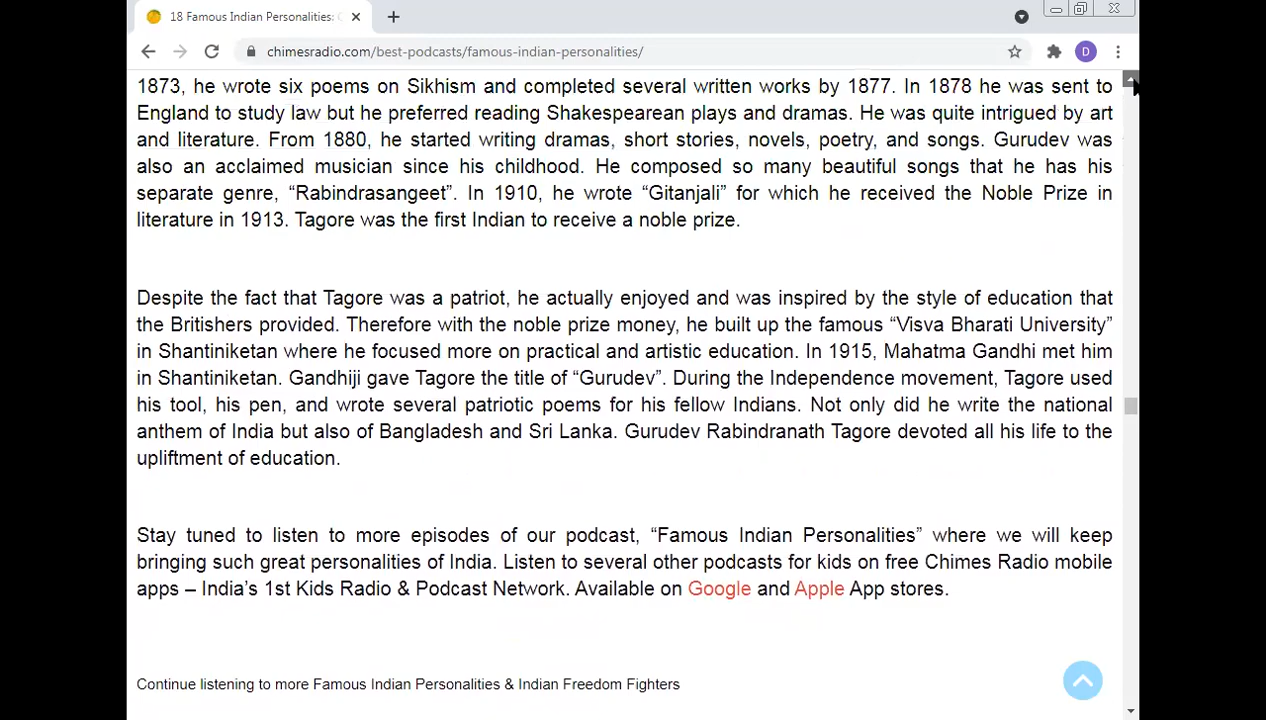 18 Famous Indian Personalities:
chimesradio.com/best-podcasts/famous-indian-personalities/
D
1873, he wrote six poems on Sikhism and completed several written works by 1877. In 1878 he was sent to
England to study law but he preferred reading Shakespearean plays and dramas. He was quite intrigued by art
and literature. From 1880, he started writing dramas, short stories, novels, poetry, and songs. Gurudev was
also an acclaimed musician since his childhood. He composed so many beautiful songs that he has his
separate genre, “Rabindrasangeet”. In 1910, he wrote “Gitanjali” for which he received the Noble Prize in
literature in 1913. Tagore was the first Indian to receive a noble prize.
Despite the fact that Tagore was a patriot, he actually enjoyed and was inspired by the style of education that
the Britishers provided. Therefore with the noble prize money, he built up the famous “Visva Bharati University”
in Shantiniketan where he focused more on practical and artistic education. In 1915, Mahatma Gandhi met him
in Shantiniketan. Gandhiji gave Tagore the title of “Gurudev”. During the Independence movement, Tagore used
his tool, his pen, and wrote several patriotic poems for his fellow Indians. Not only did he write the national
anthem of India but also of Bangladesh and Sri Lanka. Gurudev Rabindranath Tagore devoted all his life to the
upliftment of education.
Stay tuned to listen to more episodes of our podcast, “Famous Indian Personalities” where we will keep
bringing such great personalities of India. Listen to several other podcasts for kids on free Chimes Radio mobile
apps – India’s 1st Kids Radio & Podcast Network. Available on Google and Apple App stores.
Continue listening to more Famous Indian Personalities & Indian Freedom Fighters